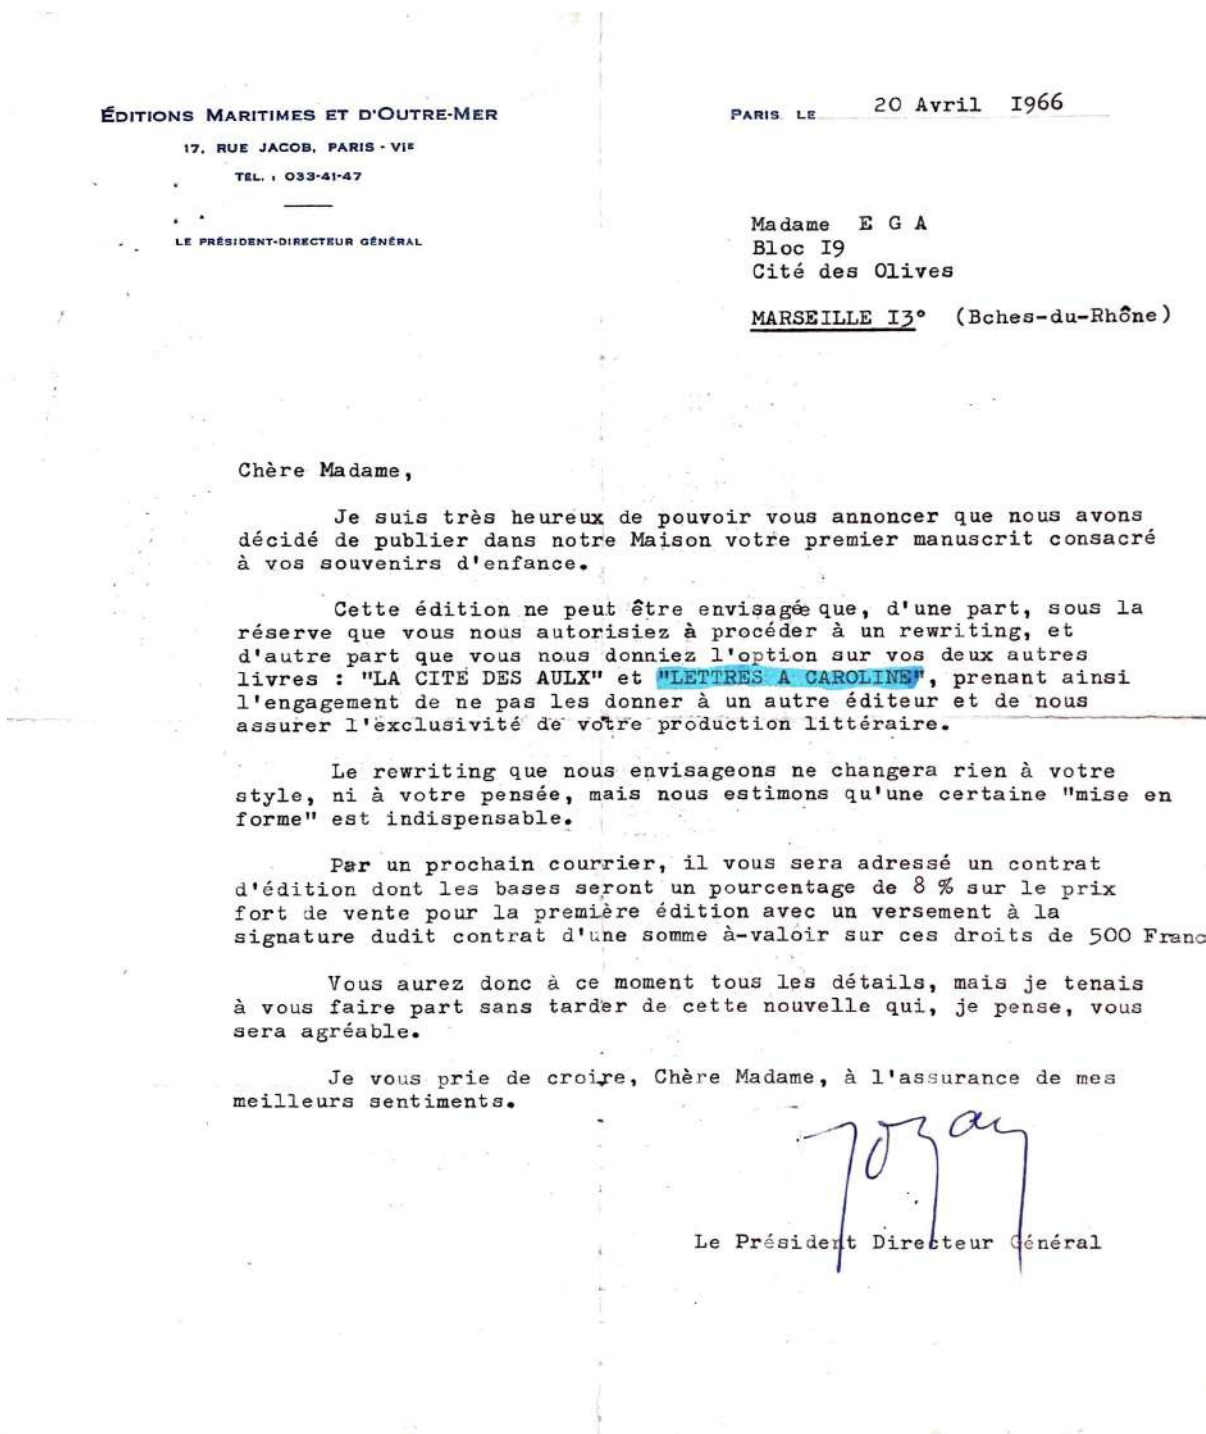 ÉDITIONS MARITIMES ET D'OUTRE-MER
17, RUE JACOB, PARIS - VIE
TÉL. : 033-41-47
LE PRÉSIDENT-DIRECTEUR GÉNÉRAL
PARIS LE 20 Avril I966
Madame E G A
Bloc I9
Cité des Olives
MARSEILLE I3° (Bches-du-Rhône)
Chère Madame,
Je suis très heureux de pouvoir vous annoncer que nous avons
décidé de publier dans notre Maison votre premier manuscrit consacré
à vos souvenirs d'enfance.
Cette édition ne peut être envisagée que, d'une part, sous la
réserve que vous nous autorisiez à procéder à un rewriting, et
d'autre part que vous nous donniez l'option sur vos deux autres
livres : "LA CITE DES AULX" et "LETTRES A CAROLINE", prenant ainsi
l'engagement de ne pas les donner à un autre éditeur et de nous
assurer l'exclusivité de votre production littéraire.
Le rewriting que nous envisageons ne changera rien à votre
style, ni à votre pensée, mais nous estimons qu'une certaine "mise en
forme" est indispensable.
Par un prochain courrier, il vous sera adressé un contrat
d'édition dont les bases seront un pourcentage de 8 % sur le prix
fort de vente pour la première édition avec un versement à la
signature dudit contrat d'une somme à-valoir sur ces droits de 500 Franc
Vous aurez donc à ce moment tous les détails, mais je tenais
à vous faire part sans tarder de cette nouvelle qui, je pense, vous
sera agréable.
Je vous prie de croire, Chère Madame, à l'assurance de mes
meilleurs sentiments.
Le Président Directeur Général